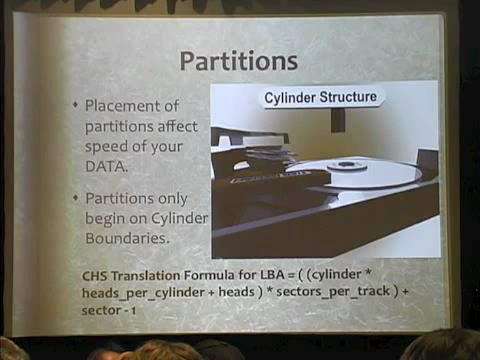 Partitions
Cylinder Structure
♦ Placement of
partitions affect
speed of your
DATA.
♦ Partitions only
begin on Cylinder
Boundaries.
CHS Translation Formula for LBA = ( (cylinder *
heads_per_cylinder + heads ) * sectors_per_track ) +
sector - 1